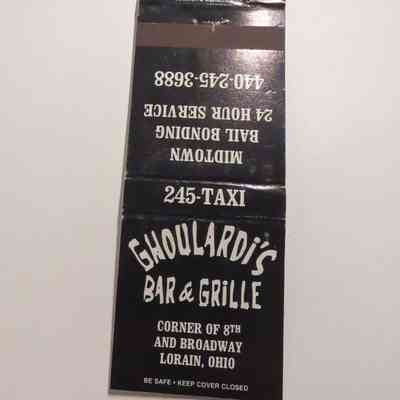 440-245-3688
24 HOUR SERVICE
BAIL BONDING
MIDTOWN
245-TAXI
GHOULARDi'S
BAR & GRiLLE
CORNER OF 8TH
AND BROADWAY
LORAIN, OHIO
BE SAFE • KEEP COVER CLOSED